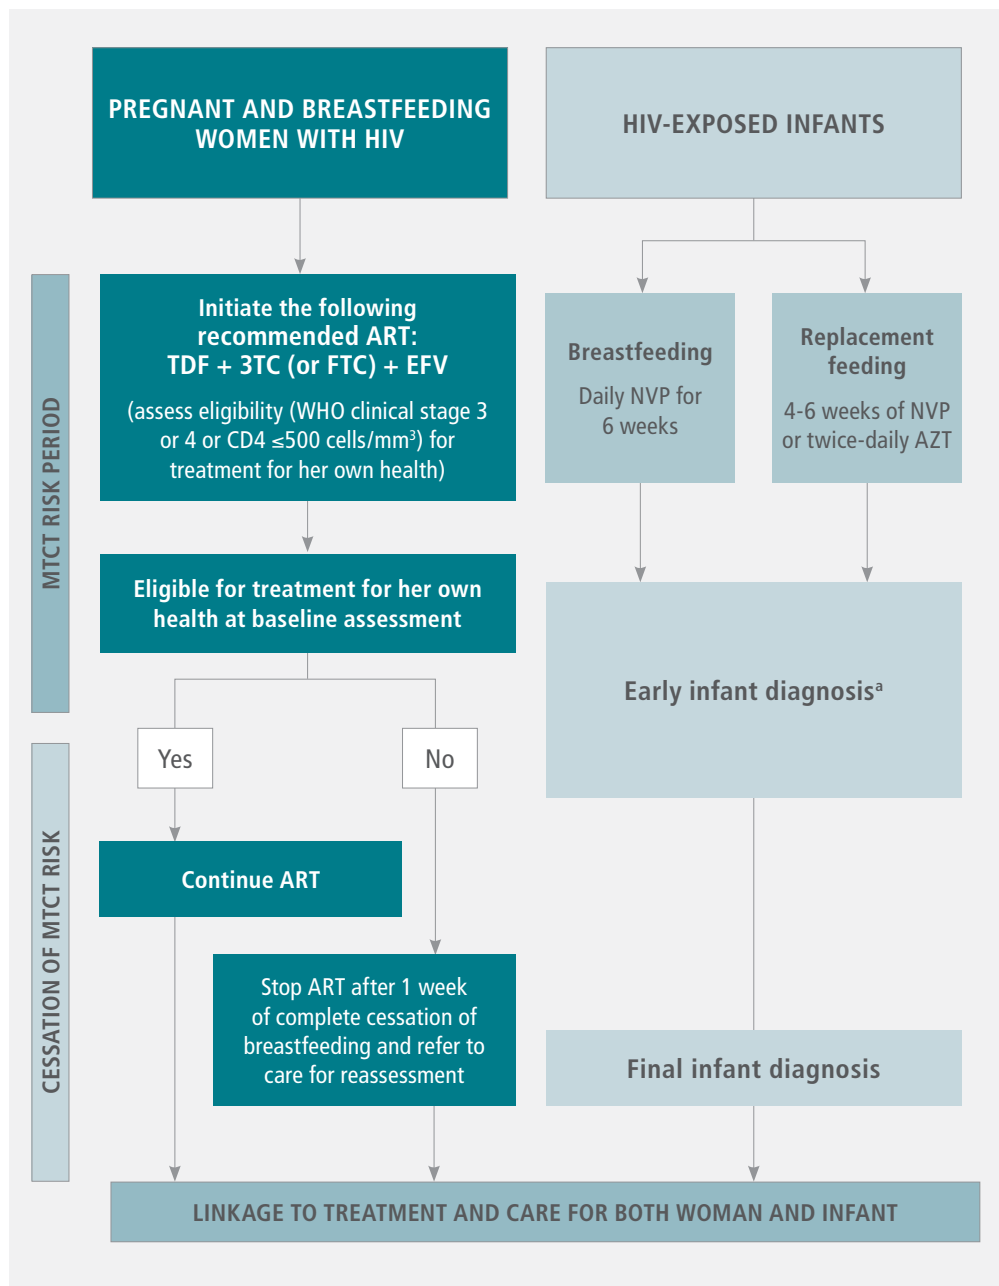 PREGNANT AND BREASTFEEDING
WOMEN WITH HIV
HIV-EXPOSED INFANTS
MTCT RISK PERIOD
Initiate the following
recommended ART:
TDF + 3TC (or FTC) + EFV
(assess eligibility (WHO clinical stage 3
or 4 or CD4 ≤500 cells/mm³) for
treatment for her own health)
Breastfeeding
Daily NVP for
6 weeks
Replacement
feeding
4-6 weeks of NVP
or twice-daily AZT
Eligible for treatment for her own
health at baseline assessment
Early infant diagnosisᵃ
Yes
No
CESSATION OF MTCT RISK
Continue ART
Stop ART after 1 week
of complete cessation of
breastfeeding and refer to
care for reassessment
Final infant diagnosis
LINKAGE TO TREATMENT AND CARE FOR BOTH WOMAN AND INFANT